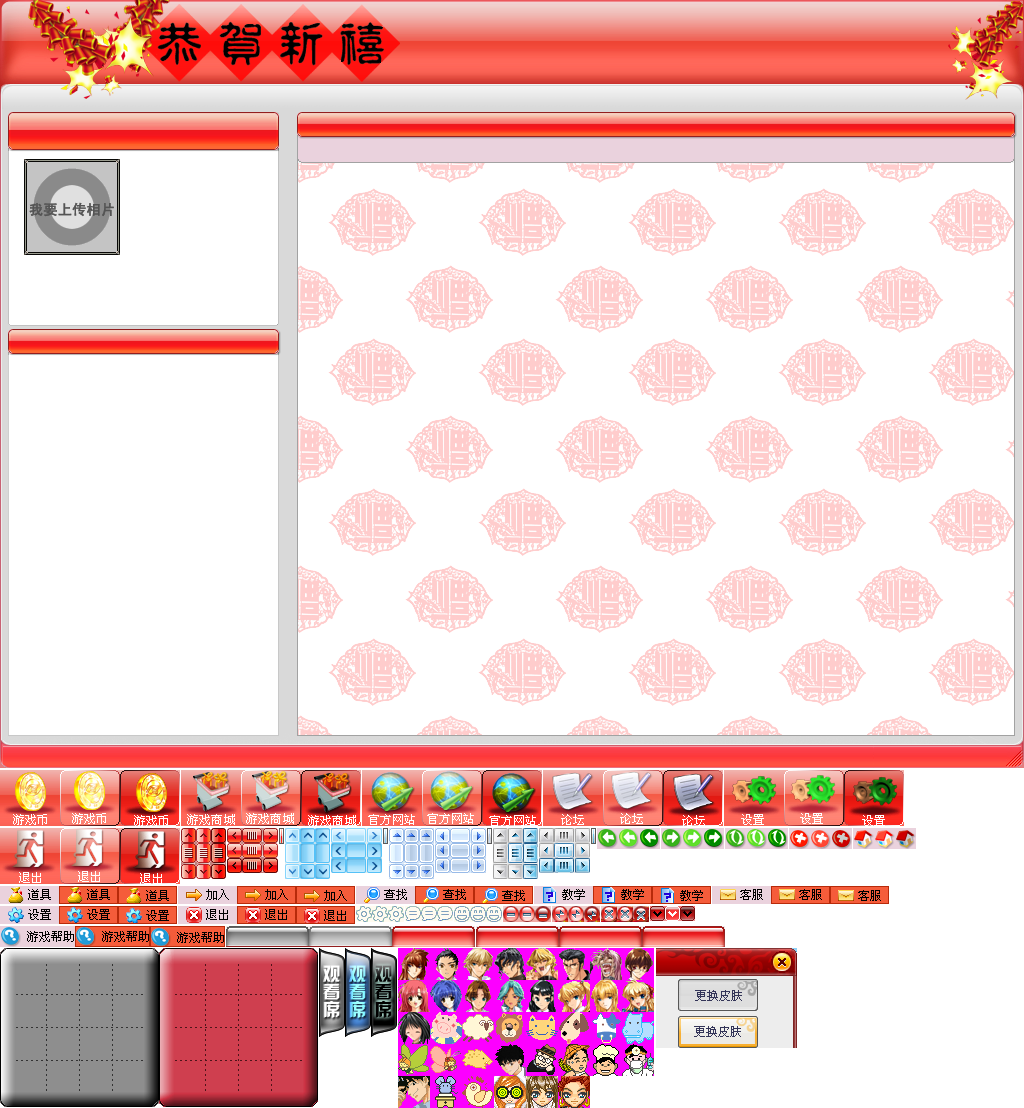 恭賀新禧
我要上传相片
游戏币 游戏币 游戏币 游戏商城 游戏商城 游戏商城 官方网站 官方网站 官方网站 论坛 论坛 论坛 设置 设置 设置
退出 退出 退出
道具 道具 道具 加入 加入 加入 查找 查找 查找 教学 教学 教学 客服 客服 客服
设置 设置 设置 退出 退出 退出
游戏帮助 游戏帮助 游戏帮助
观看席 观看席 观看席
更换皮肤
更换皮肤